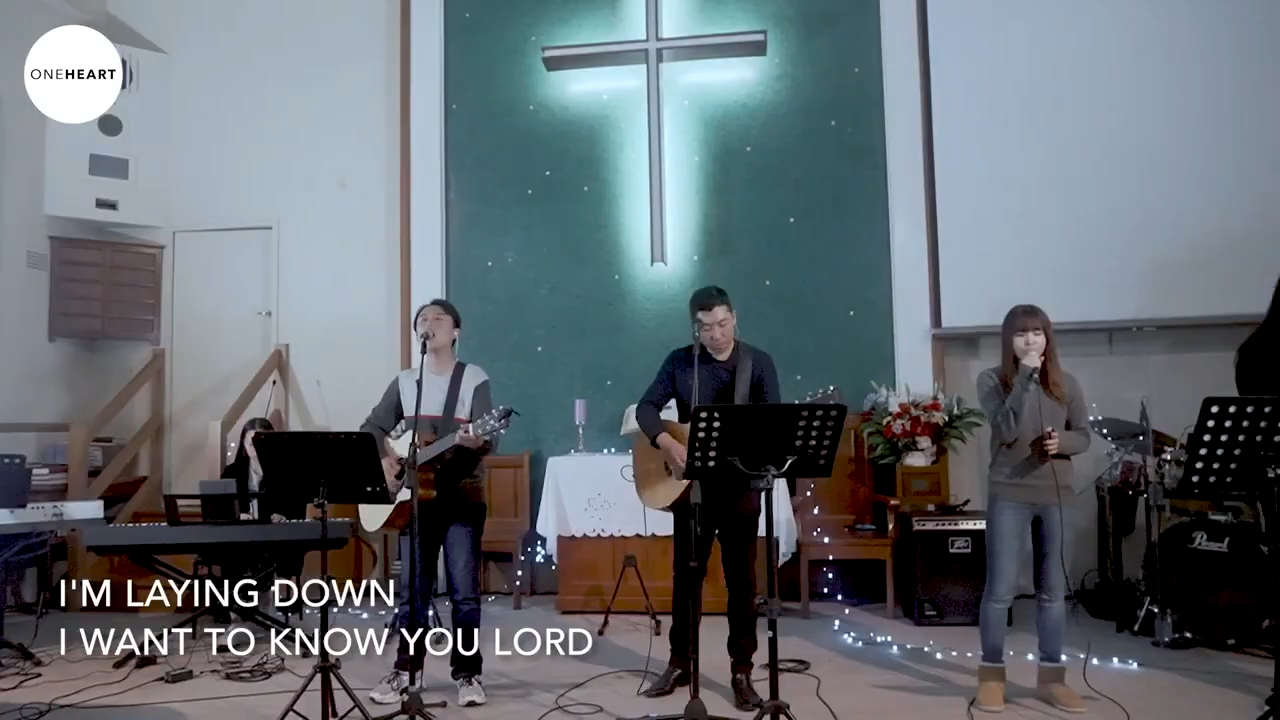 ONEHEART
I'M LAYING DOWN
I WANT TO KNOW YOU LORD
PEAVEY
Pearl